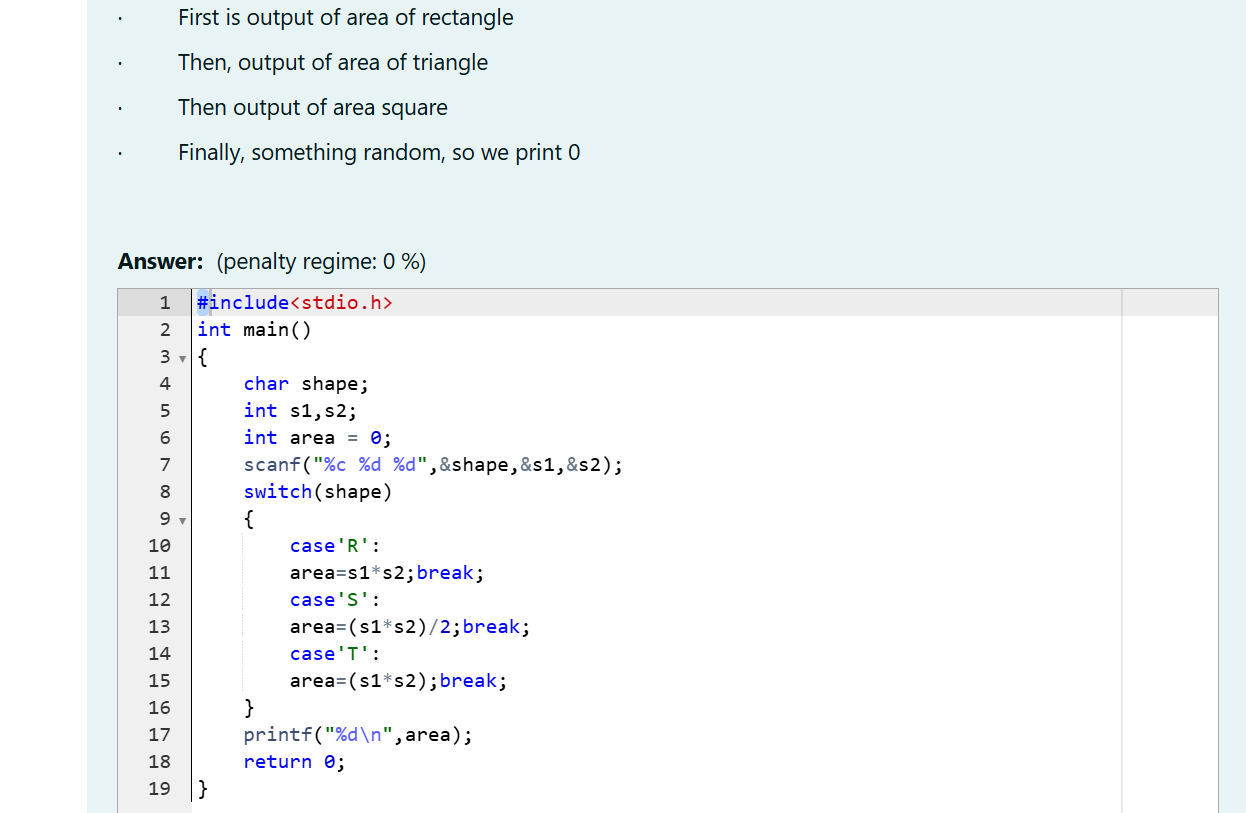 · First is output of area of rectangle
· Then, output of area of triangle
· Then output of area square
· Finally, something random, so we print 0
Answer: (penalty regime: 0 %)
1 #include<stdio.h>
2 int main()
3 {
4     char shape;
5     int s1,s2;
6     int area = 0;
7     scanf("%c %d %d",&shape,&s1,&s2);
8     switch(shape)
9     {
10         case'R':
11         area=s1*s2;break;
12         case'S':
13         area=(s1*s2)/2;break;
14         case'T':
15         area=(s1*s2);break;
16     }
17     printf("%d\n",area);
18     return 0;
19 }